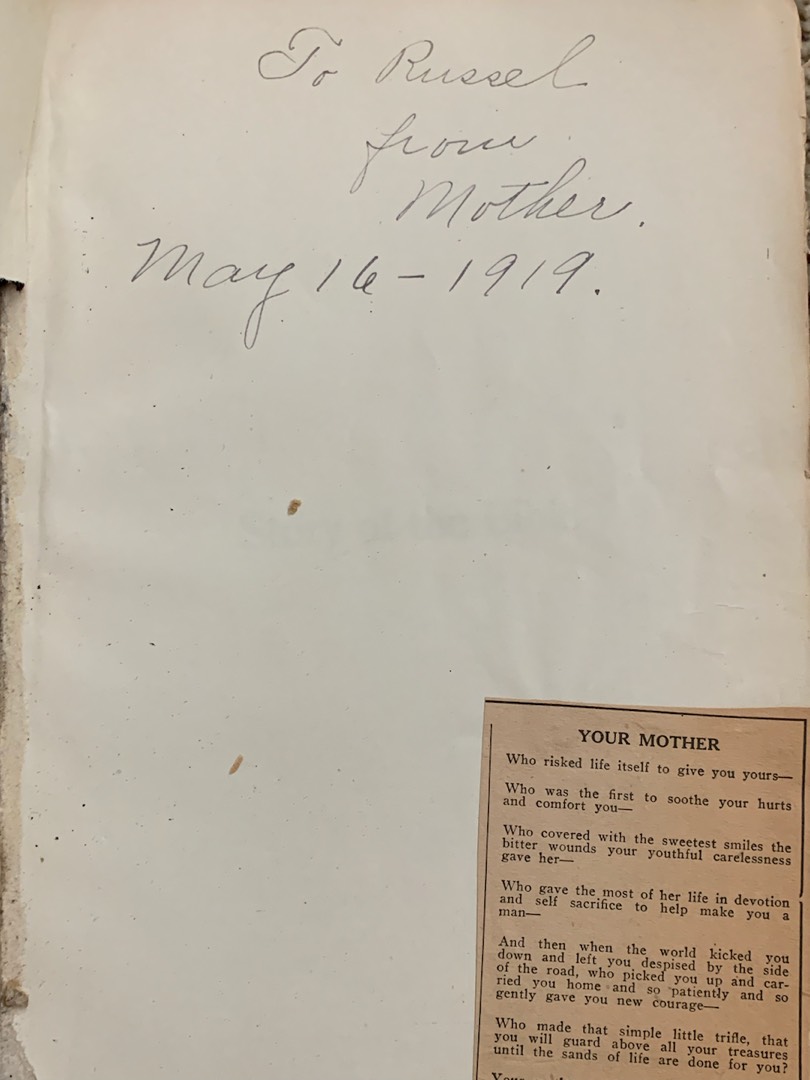 To Russel
from
Mother.
May 16 - 1919.
YOUR MOTHER
Who risked life itself to give you yours—
Who was the first to soothe your hurts
and comfort you—
Who covered with the sweetest smiles the
bitter wounds your youthful carelessness
gave her—
Who gave the most of her life in devotion
and self sacrifice to help make you a
man—
And then when the world kicked you
down and left you despised by the side
of the road, who picked you up and car-
ried you home and so patiently and so
gently gave you new courage—
Who made that simple little trifle, that
you will guard above all your treasures
until the sands of life are done for you?